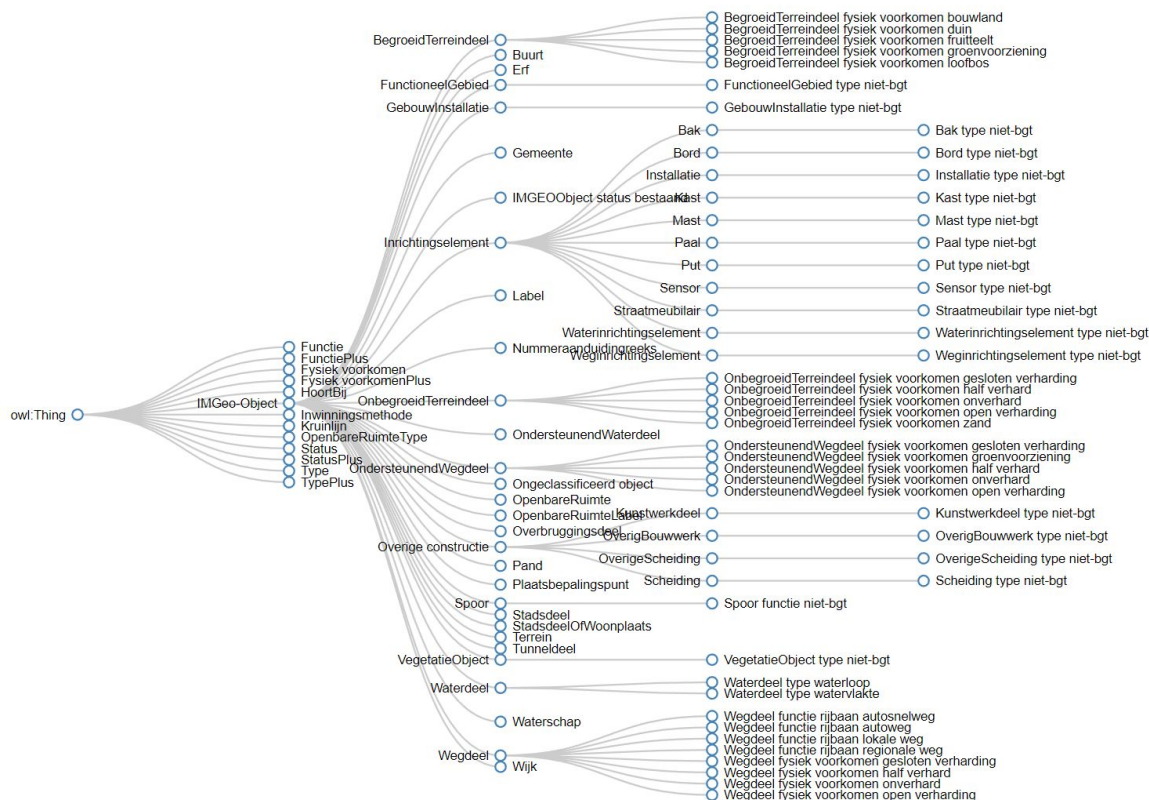 owl:Thing
Functie
FunctiePlus
Fysiek voorkomen
Fysiek voorkomenPlus
HoortBij
IMGeo-Object
Inwinningsmethode
Kruinlijn
OpenbareRuimteType
Status
StatusPlus
Type
TypePlus
BegroeidTerreindeel
Buurt
Erf
FunctioneelGebied
GebouwInstallatie
Gemeente
IMGEOObject status bestaand
Inrichtingselement
Label
Nummeraanduidingreeks
OnbegroeidTerreindeel
OndersteunendWaterdeel
OndersteunendWegdeel
Ongeclassificeerd object
OpenbareRuimte
OpenbareRuimteLabel
Overbruggingsdeel
Overige constructie
Pand
Plaatsbepalingspunt
Spoor
Stadsdeel
StadsdeelOfWoonplaats
Terrein
Tunneldeel
VegetatieObject
Waterdeel
Waterschap
Wegdeel
Wijk
BegroeidTerreindeel fysiek voorkomen bouwland
BegroeidTerreindeel fysiek voorkomen duin
BegroeidTerreindeel fysiek voorkomen fruitteelt
BegroeidTerreindeel fysiek voorkomen groenvoorziening
BegroeidTerreindeel fysiek voorkomen loofbos
FunctioneelGebied type niet-bgt
GebouwInstallatie type niet-bgt
Bak
Bord
Installatie
Kast
Mast
Paal
Put
Sensor
Straatmeubilair
Waterinrichtingselement
Weginrichtingselement
OnbegroeidTerreindeel fysiek voorkomen gesloten verharding
OnbegroeidTerreindeel fysiek voorkomen half verhard
OnbegroeidTerreindeel fysiek voorkomen onverhard
OnbegroeidTerreindeel fysiek voorkomen open verharding
OnbegroeidTerreindeel fysiek voorkomen zand
OndersteunendWegdeel fysiek voorkomen gesloten verharding
OndersteunendWegdeel fysiek voorkomen groenvoorziening
OndersteunendWegdeel fysiek voorkomen half verhard
OndersteunendWegdeel fysiek voorkomen onverhard
OndersteunendWegdeel fysiek voorkomen open verharding
Kunstwerkdeel
OverigBouwwerk
OverigeScheiding
Scheiding
Spoor functie niet-bgt
VegetatieObject type niet-bgt
Waterdeel type waterloop
Waterdeel type watervlakte
Wegdeel functie rijbaan autosnelweg
Wegdeel functie rijbaan autoweg
Wegdeel functie rijbaan lokale weg
Wegdeel functie rijbaan regionale weg
Wegdeel fysiek voorkomen gesloten verharding
Wegdeel fysiek voorkomen half verhard
Wegdeel fysiek voorkomen onverhard
Wegdeel fysiek voorkomen open verharding
Bak type niet-bgt
Bord type niet-bgt
Installatie type niet-bgt
Kast type niet-bgt
Mast type niet-bgt
Paal type niet-bgt
Put type niet-bgt
Sensor type niet-bgt
Straatmeubilair type niet-bgt
Waterinrichtingselement type niet-bgt
Weginrichtingselement type niet-bgt
Kunstwerkdeel type niet-bgt
OverigBouwwerk type niet-bgt
OverigeScheiding type niet-bgt
Scheiding type niet-bgt